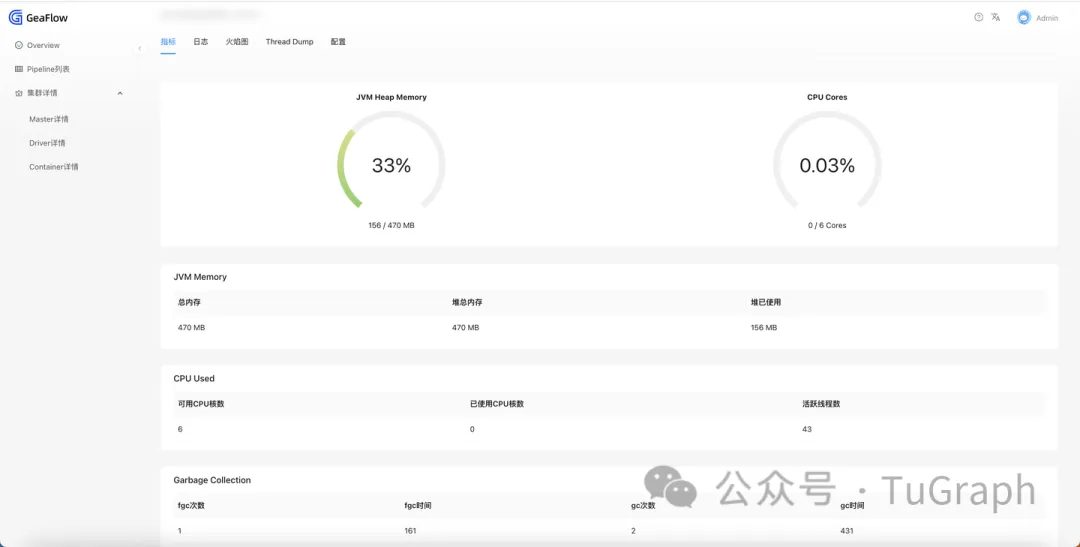 GeaFlow
Admin
Overview
Pipeline列表
集群详情
Master详情
Driver详情
Container详情
指标 日志 火焰图 Thread Dump 配置
JVM Heap Memory
33%
156 / 470 MB
CPU Cores
0.03%
0 / 6 Cores
JVM Memory
总内存 堆总内存 堆已使用
470 MB 470 MB 156 MB
CPU Used
可用CPU核数 已使用CPU核数 活跃线程数
6 0 43
Garbage Collection
fgc次数 fgc时间 gc次数 gc时间
1 161 2 431
公众号 · TuGraph